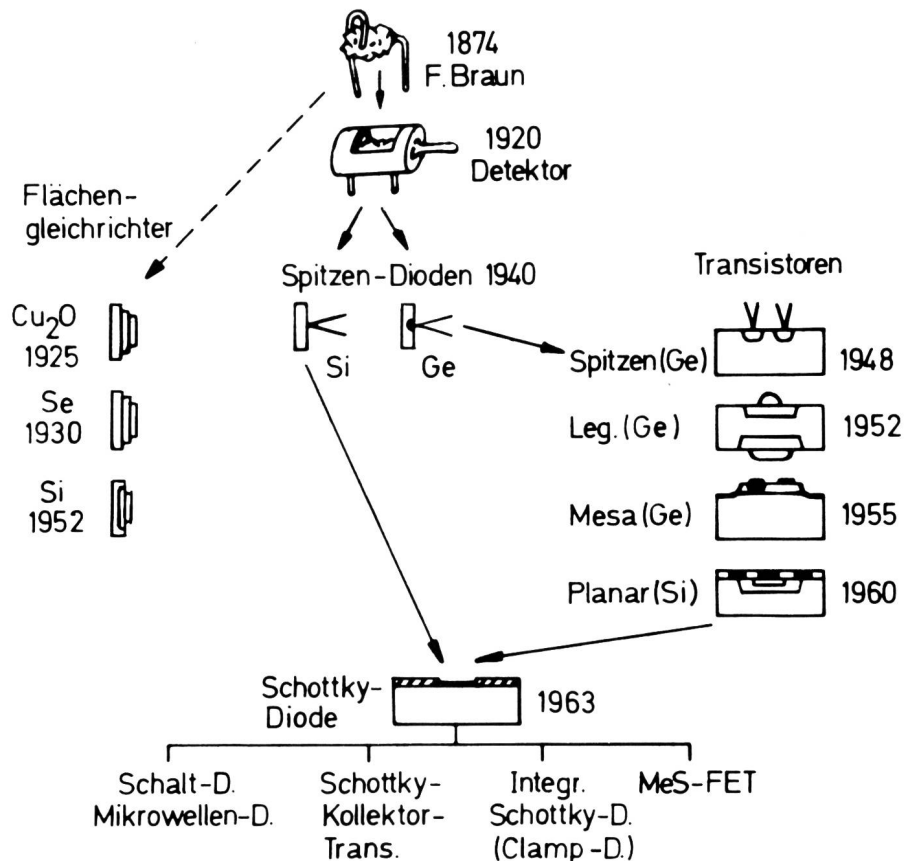 1874
F. Braun
1920
Detektor
Flächen-
gleichrichter
Cu2O
1925
Se
1930
Si
1952
Spitzen-Dioden 1940
Si
Ge
Transistoren
Spitzen(Ge)
1948
Leg.(Ge)
1952
Mesa(Ge)
1955
Planar(Si)
1960
Schottky-
Diode
1963
Schalt-D.
Mikrowellen-D.
Schottky-
Kollektor-
Trans.
Integr.
Schottky-D.
(Clamp-D.)
MeS-FET